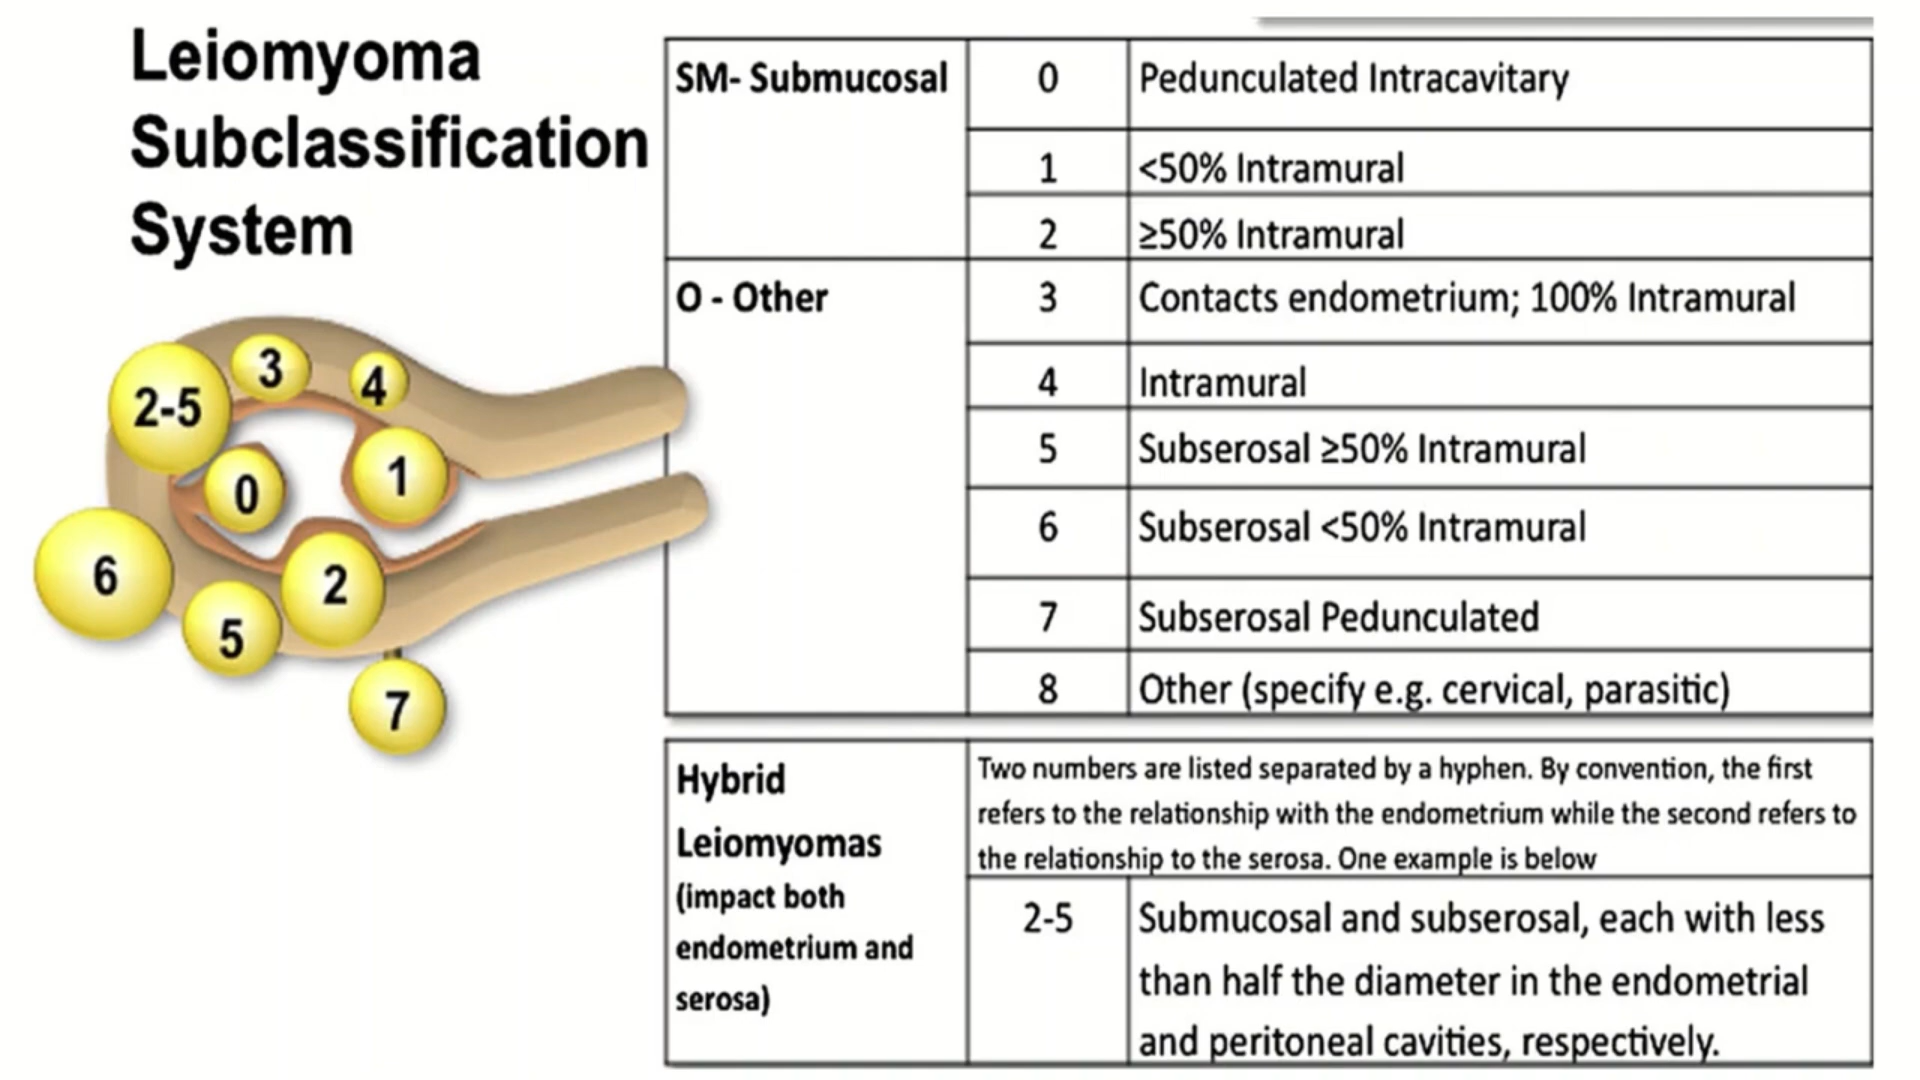 Leiomyoma
Subclassification
System
2-5
3
4
0
1
6
5
2
7
SM- Submucosal
0
Pedunculated Intracavitary
1
<50% Intramural
2
≥50% Intramural
O - Other
3
Contacts endometrium; 100% Intramural
4
Intramural
5
Subserosal ≥50% Intramural
6
Subserosal <50% Intramural
7
Subserosal Pedunculated
8
Other (specify e.g. cervical, parasitic)
Hybrid
Leiomyomas
(impact both
endometrium and
serosa)
Two numbers are listed separated by a hyphen. By convention, the first
refers to the relationship with the endometrium while the second refers to
the relationship to the serosa. One example is below
2-5
Submucosal and subserosal, each with less
than half the diameter in the endometrial
and peritoneal cavities, respectively.